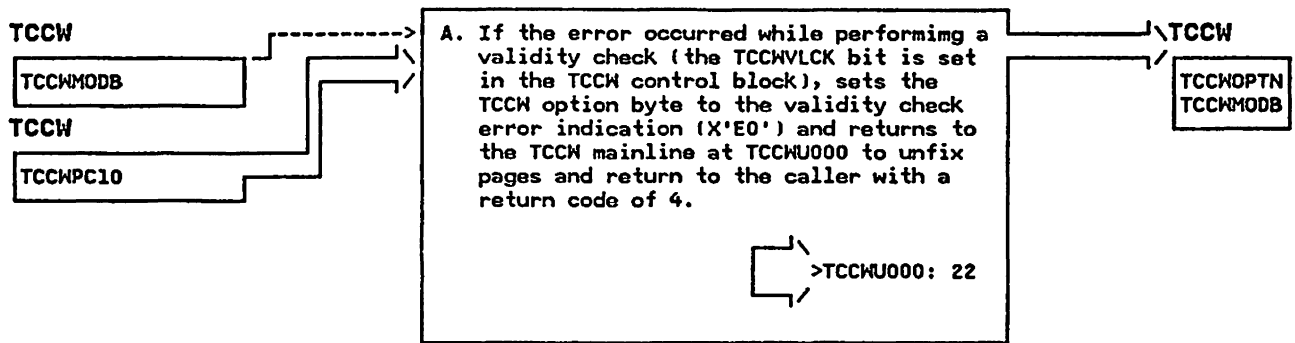 TCCW
TCCWMODB
TCCW
TCCWPC10
A. If the error occurred while performimg a
validity check (the TCCWVLCK bit is set
in the TCCW control block), sets the
TCCW option byte to the validity check
error indication (X'E0') and returns to
the TCCW mainline at TCCWU000 to unfix
pages and return to the caller with a
return code of 4.
>TCCWU000: 22
TCCW
TCCWOPTN
TCCWMODB